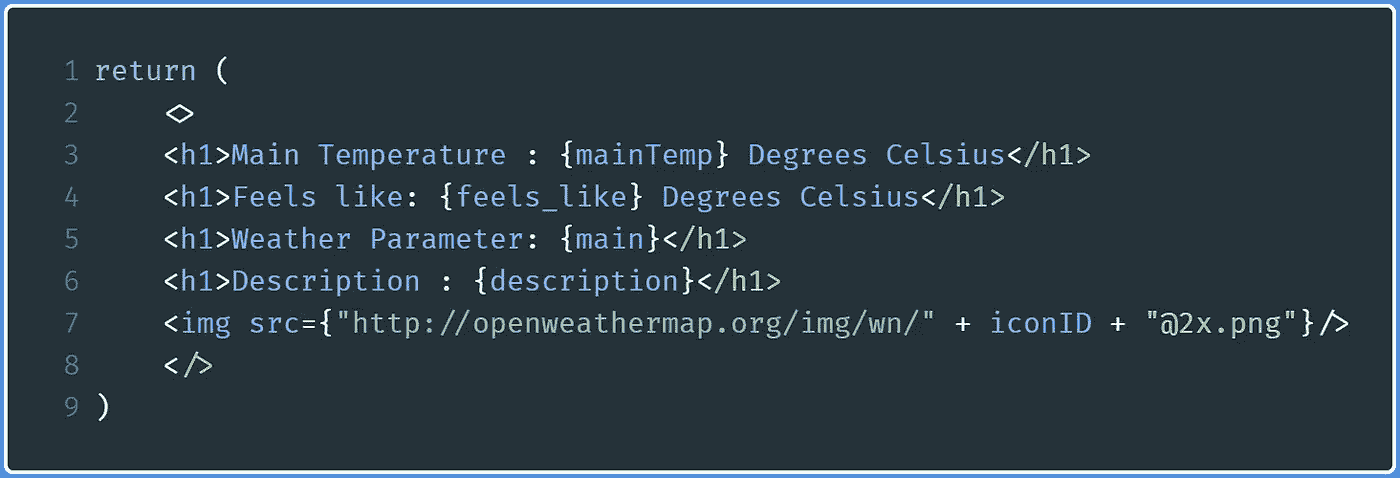 1 return (
2 <>
3 <h1>Main Temperature : {mainTemp} Degrees Celsius</h1>
4 <h1>Feels like: {feels_like} Degrees Celsius</h1>
5 <h1>Weather Parameter: {main}</h1>
6 <h1>Description : {description}</h1>
7 <img src={"http://openweathermap.org/img/wn/" + iconID + "@2x.png"}/>
8 </>
9 )